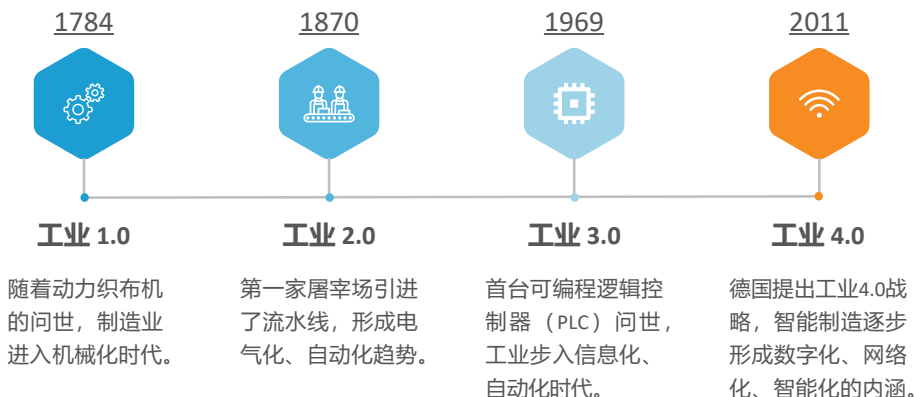 1784
1870
1969
2011
工业 1.0
工业 2.0
工业 3.0
工业 4.0
随着动力织布机
的问世，制造业
进入机械化时代。
第一家屠宰场引进
了流水线，形成电
气化、自动化趋势。
首台可编程逻辑控
制器（PLC）问世，
工业步入信息化、
自动化时代。
德国提出工业4.0战
略，智能制造逐步
形成数字化、网络
化、智能化的内涵。